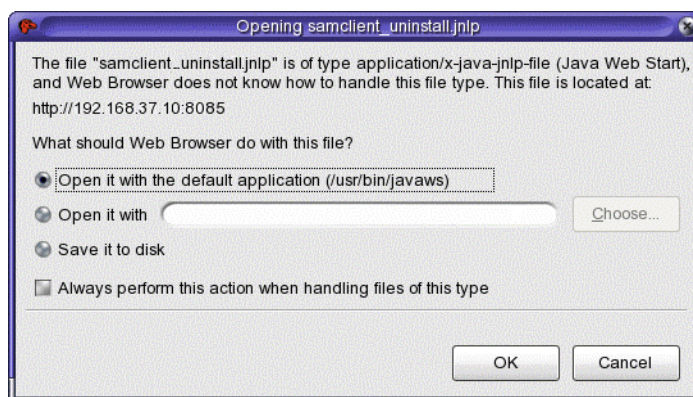 Opening samclient_uninstall.jnlp
The file "samclient_uninstall.jnlp" is of type application/x-java-jnlp-file (Java Web Start),
and Web Browser does not know how to handle this file type. This file is located at:
http://192.168.37.10:8085
What should Web Browser do with this file?
Open it with the default application (/usr/bin/javaws)
Open it with
Choose...
Save it to disk
Always perform this action when handling files of this type
OK
Cancel